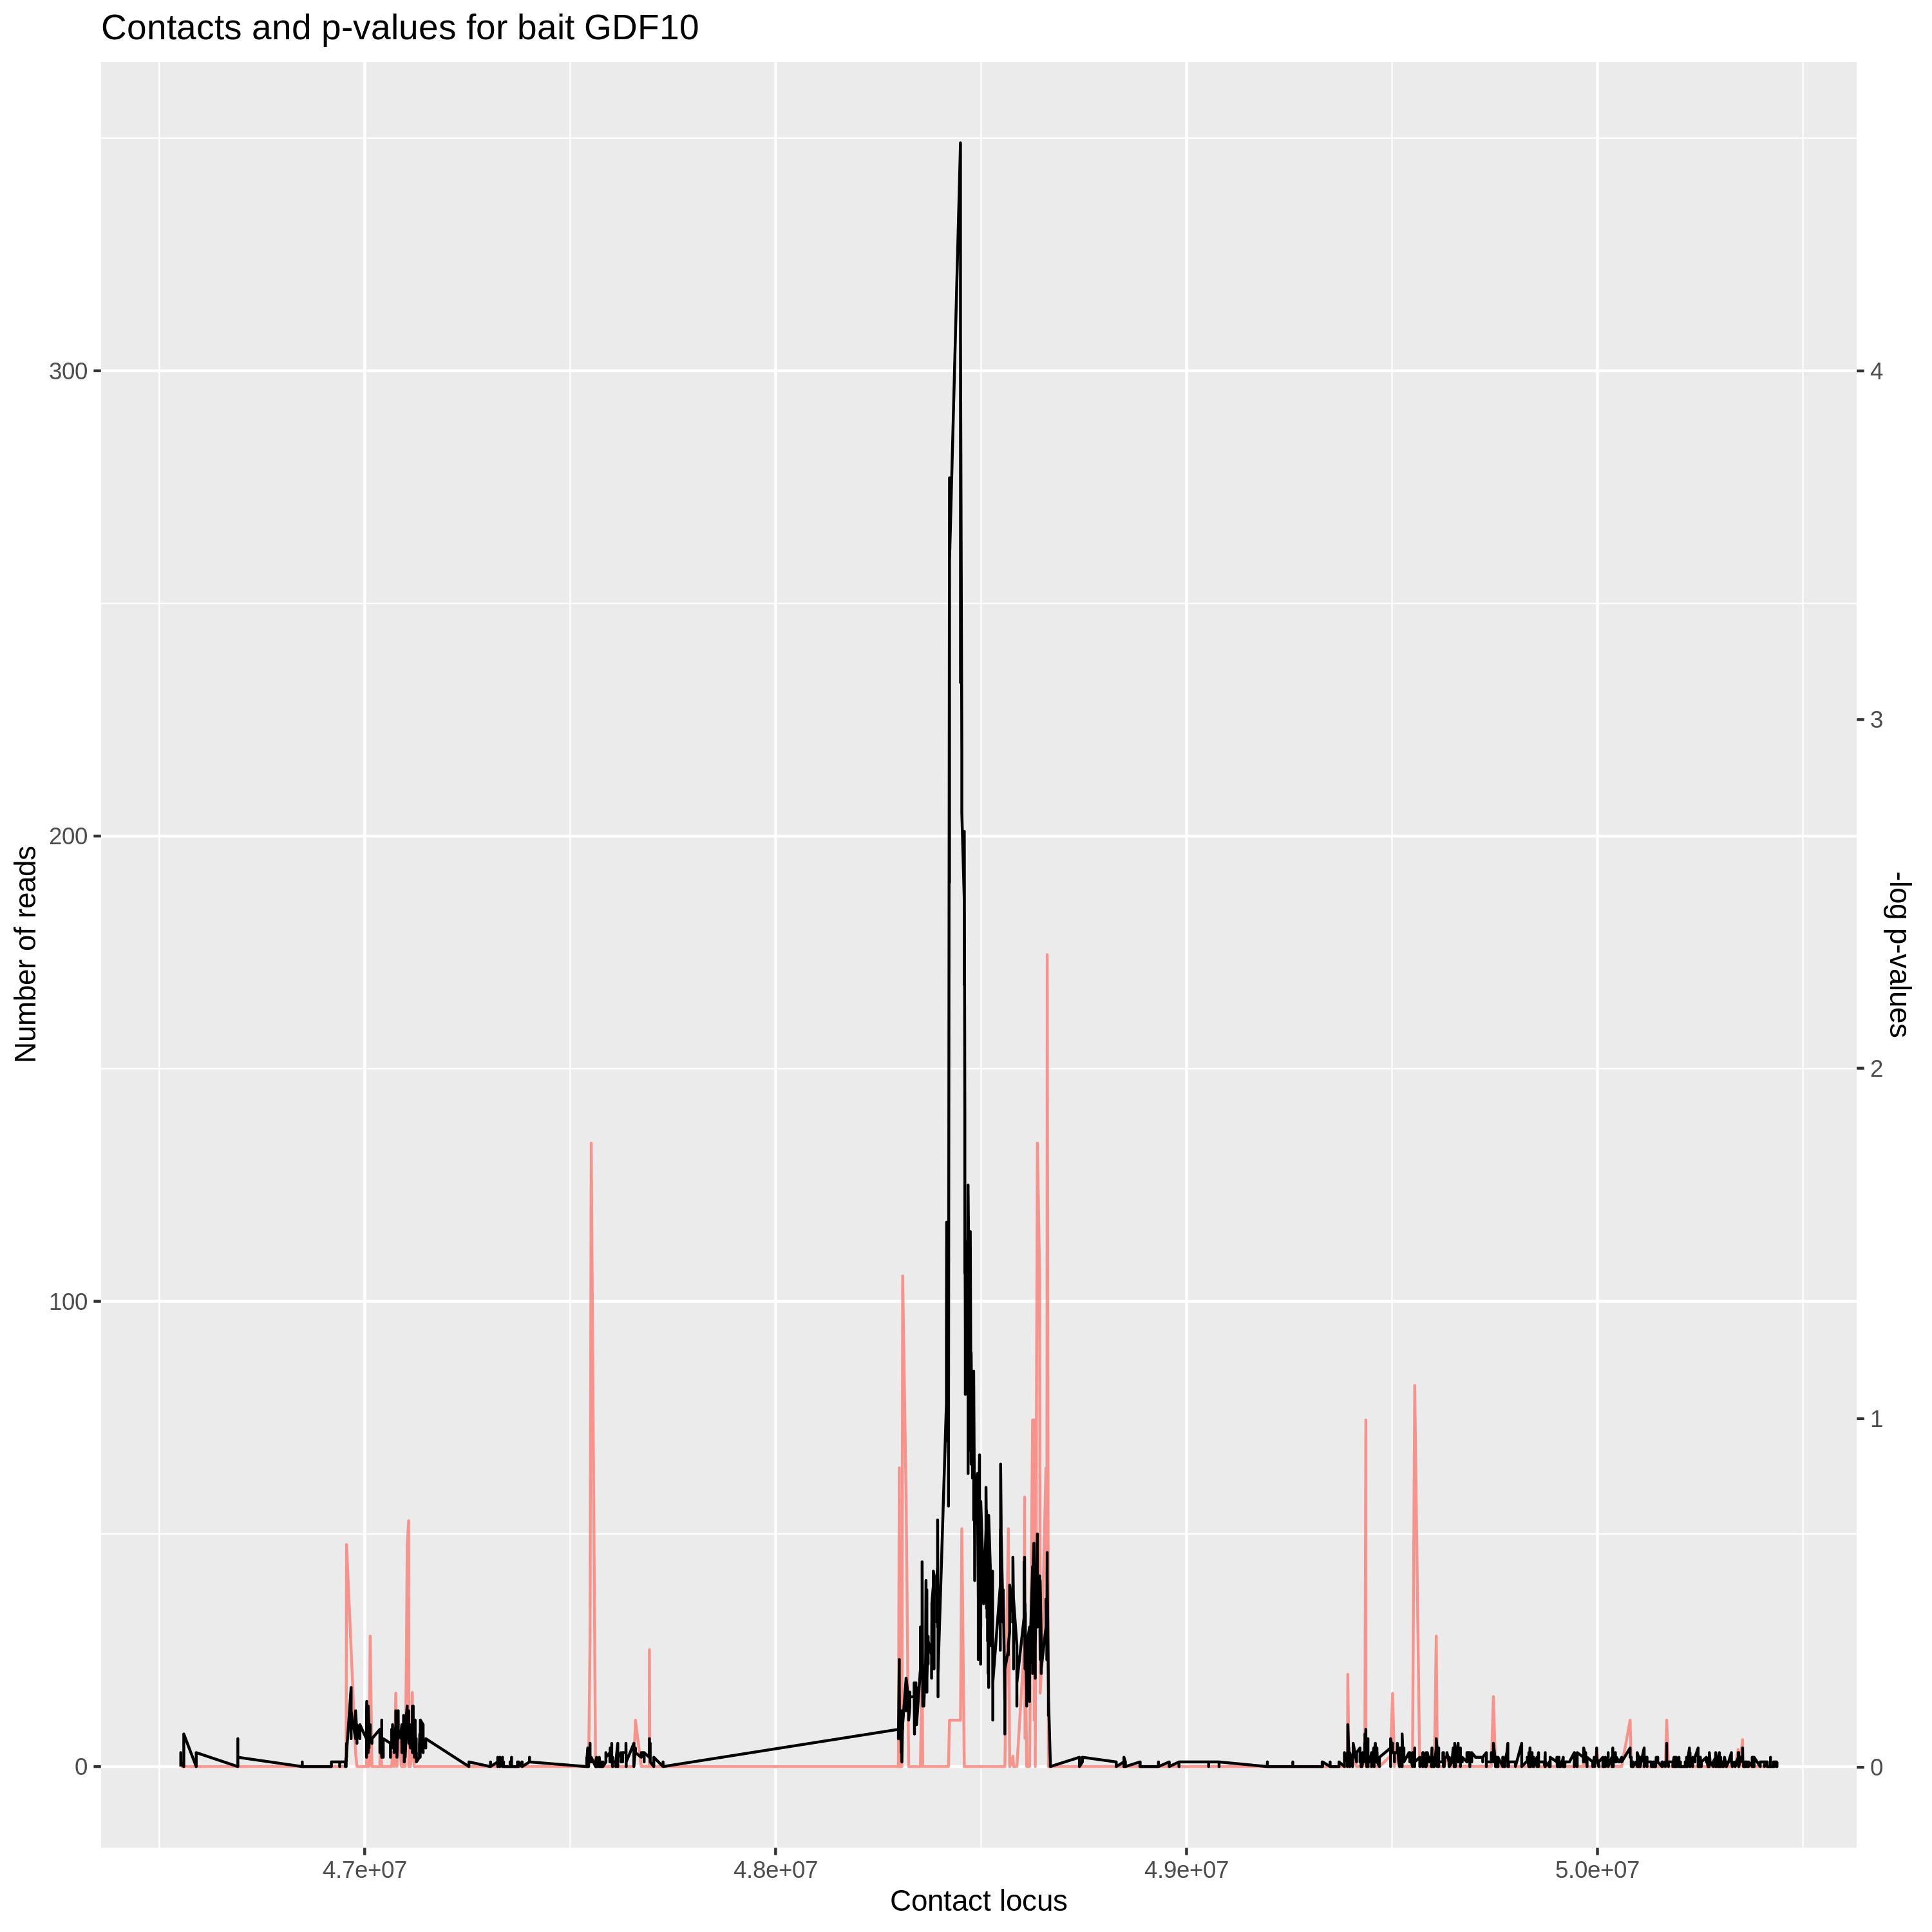 Contacts and p-values for bait GDF10
Number of reads
300
200
100
0
4
3
2
1
0
-log p-values
4.7e+07
4.8e+07
4.9e+07
5.0e+07
Contact locus